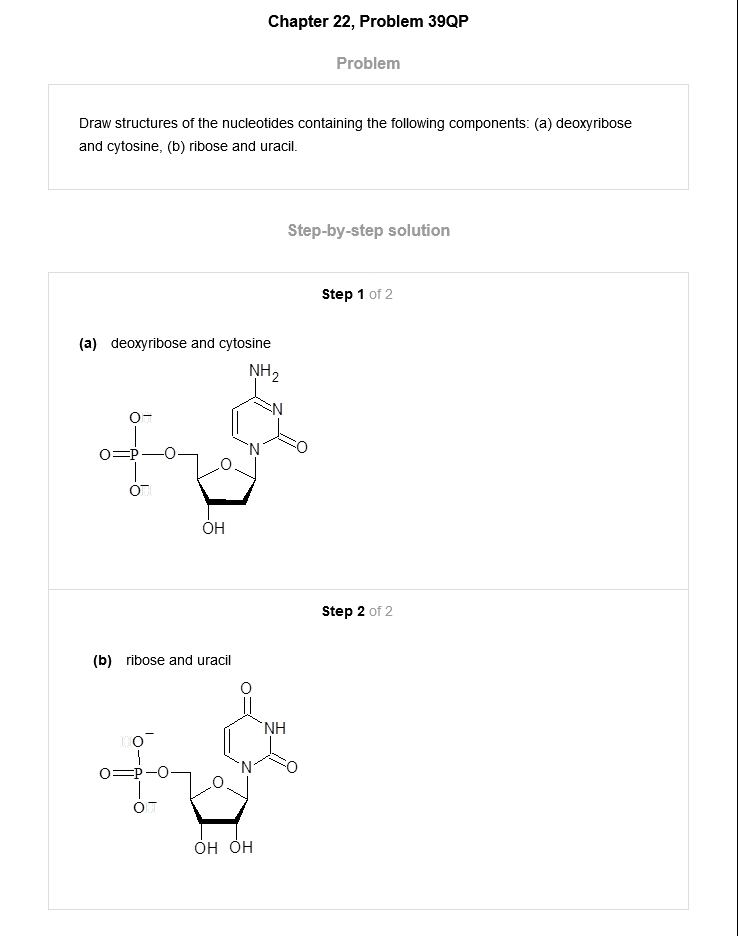 Chapter 22, Problem 39QP
Problem
Draw structures of the nucleotides containing the following components: (a) deoxyribose
and cytosine, (b) ribose and uracil.
Step-by-step solution
Step 1 of 2
(a) deoxyribose and cytosine
NH2
O− N
O=P—O O N O
O−
OH
Step 2 of 2
(b) ribose and uracil
O
NH
O−
O=P—O O N O
O−
OH OH